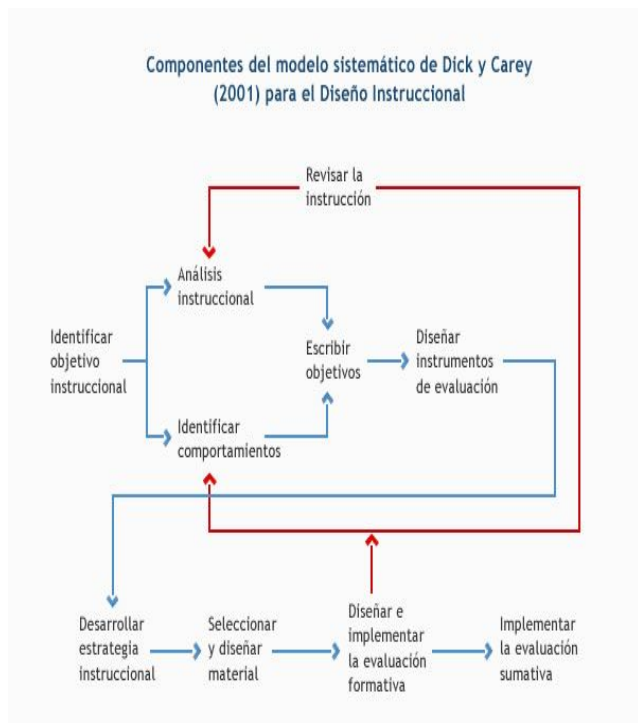 Componentes del modelo sistemático de Dick y Carey
(2001) para el Diseño Instruccional
Revisar la
instrucción
Análisis
instruccional
Identificar
objetivo
instruccional
Escribir
objetivos
Diseñar
instrumentos
de evaluación
Identificar
comportamientos
Desarrollar
estrategia
instruccional
Seleccionar
y diseñar
material
Diseñar e
implementar
la evaluación
formativa
Implementar
la evaluación
sumativa